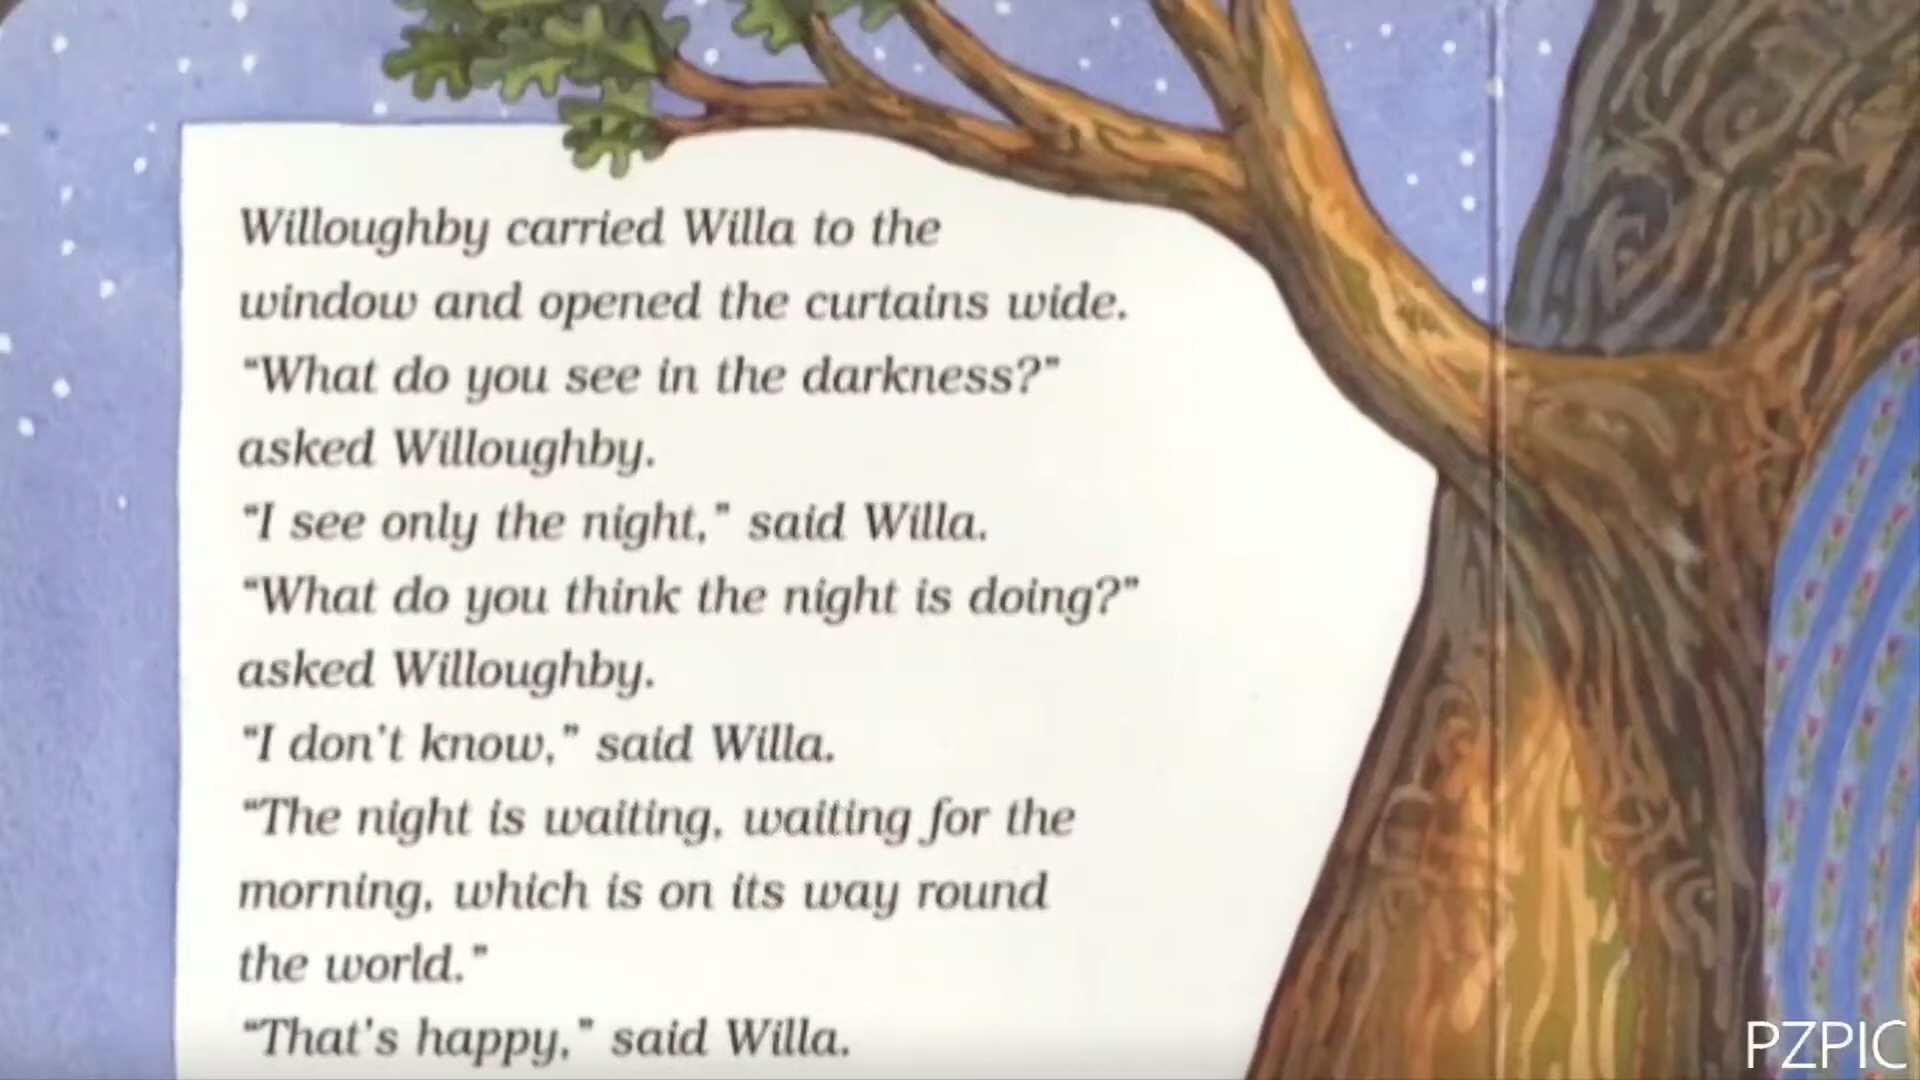 Willoughby carried Willa to the
window and opened the curtains wide.
“What do you see in the darkness?”
asked Willoughby.
“I see only the night,” said Willa.
“What do you think the night is doing?”
asked Willoughby.
“I don't know,” said Willa.
“The night is waiting, waiting for the
morning, which is on its way round
the world.”
“That's happy,” said Willa.
PZPIC